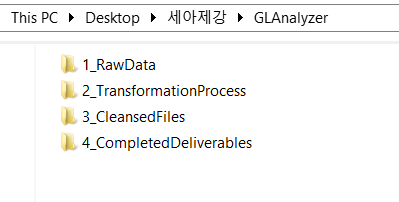 This PC Desktop 세아제강 GLAnalyzer
1_RawData
2_TransformationProcess
3_CleansedFiles
4_CompletedDeliverables